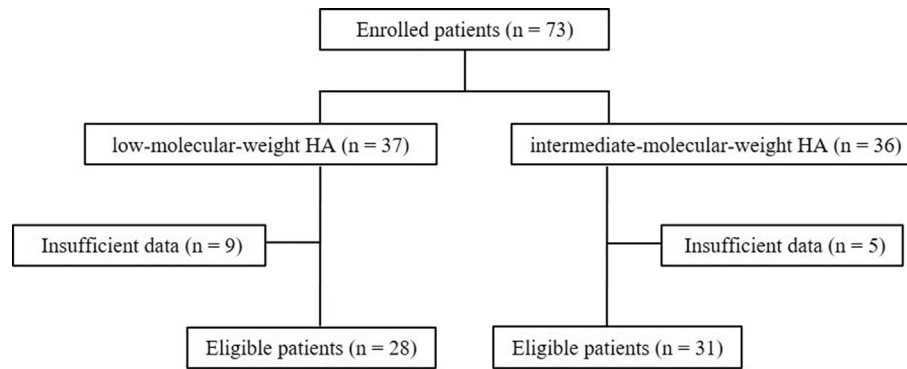 Enrolled patients (n = 73)
low-molecular-weight HA (n = 37)
intermediate-molecular-weight HA (n = 36)
Insufficient data (n = 9)
Insufficient data (n = 5)
Eligible patients (n = 28)
Eligible patients (n = 31)